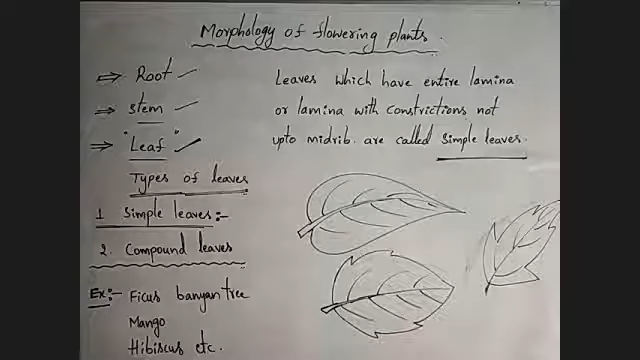 Morphology of flowering plants.
⇒ Root
⇒ stem
⇒ "Leaf"
Types of leaves
1 Simple leaves:-
2. Compound leaves
Ex:- Ficus banyan tree
Mango
Hibiscus etc.
Leaves which have entire lamina
or lamina with constrictions not
upto midrib. are called simple leaves.